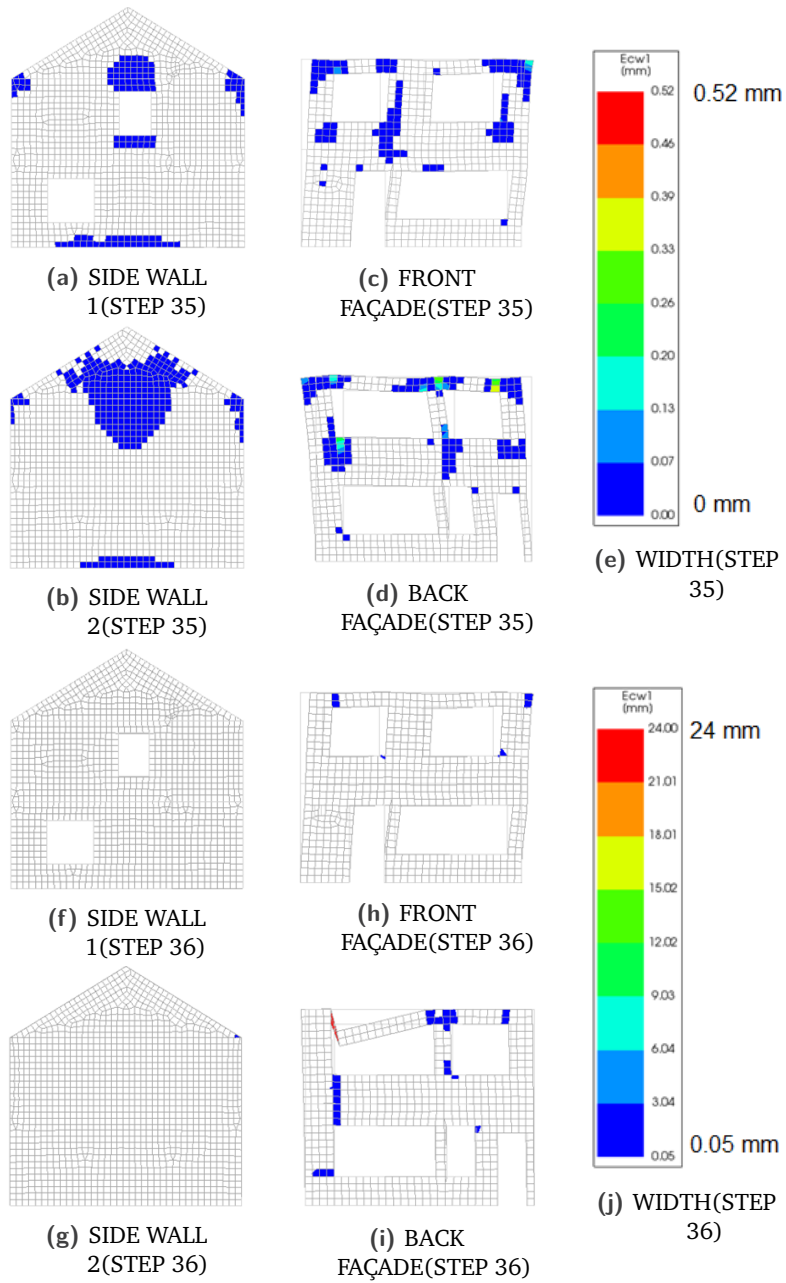 Ecw1
(mm)
0.52
0.52 mm
0.46
0.39
0.33
0.26
0.20
0.13
0.07
0 mm
0.00
(a) SIDE WALL
1(STEP 35)
(c) FRONT
FAÇADE(STEP 35)
(b) SIDE WALL
2(STEP 35)
(d) BACK
FAÇADE(STEP 35)
(e) WIDTH(STEP
35)
Ecw1
(mm)
24.00
24 mm
21.01
18.01
15.02
12.02
9.03
6.04
3.04
0.05 mm
0.05
(f) SIDE WALL
1(STEP 36)
(h) FRONT
FAÇADE(STEP 36)
(g) SIDE WALL
2(STEP 36)
(i) BACK
FAÇADE(STEP 36)
(j) WIDTH(STEP
36)